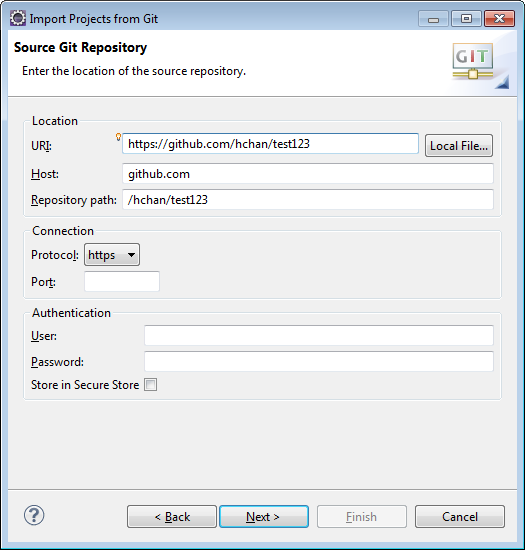 Import Projects from Git
Source Git Repository
Enter the location of the source repository.
GIT
Location
URI: https://github.com/hchan/test123 Local File...
Host: github.com
Repository path: /hchan/test123
Connection
Protocol: https
Port:
Authentication
User:
Password:
Store in Secure Store
? < Back Next > Finish Cancel